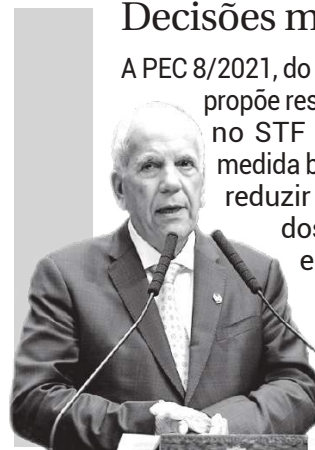 Decisões m
A PEC 8/2021, do
propõe res
no STF
medida b
reduzir
dos
e